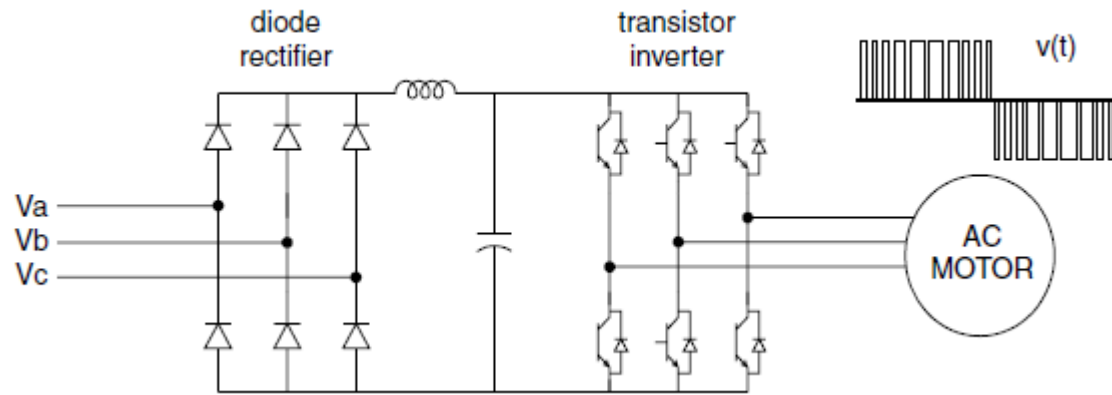 diode
rectifier
transistor
inverter
v(t)
Va
Vb
Vc
AC
MOTOR